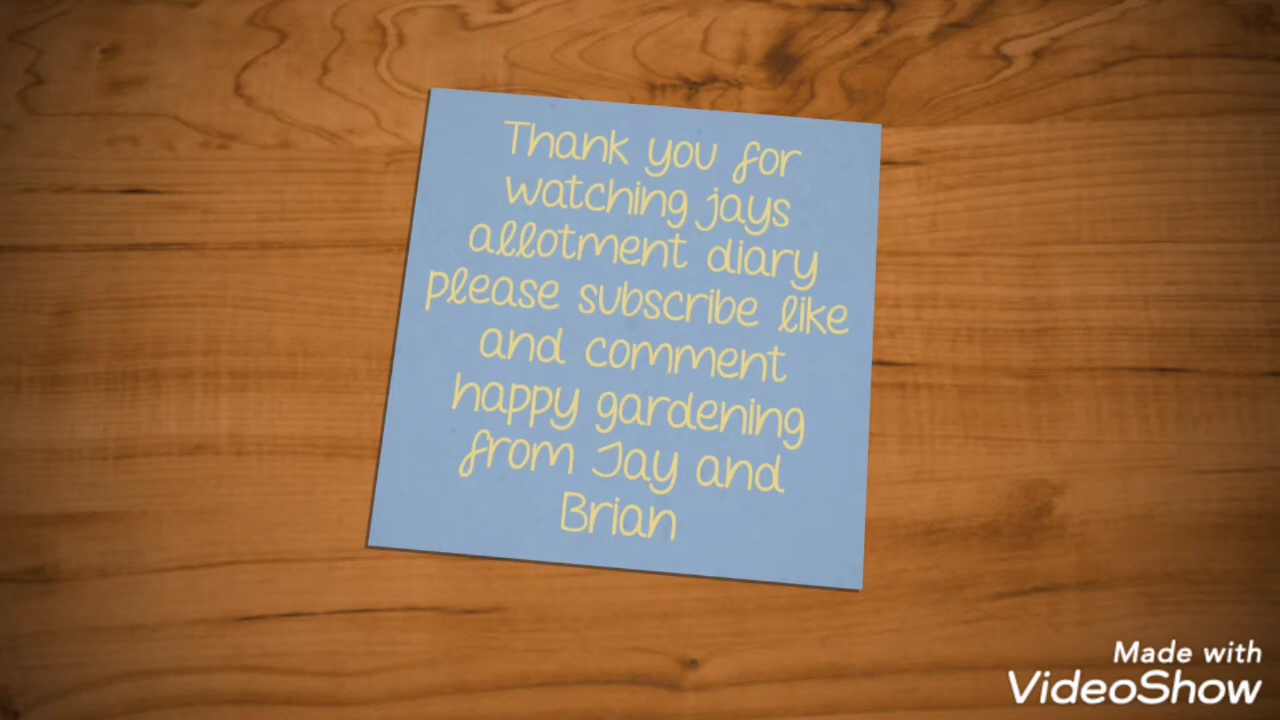 Thank you for
watching jays
allotment diary
please subscribe like
and comment
happy gardening
from Jay and
Brian
Made with
VideoShow